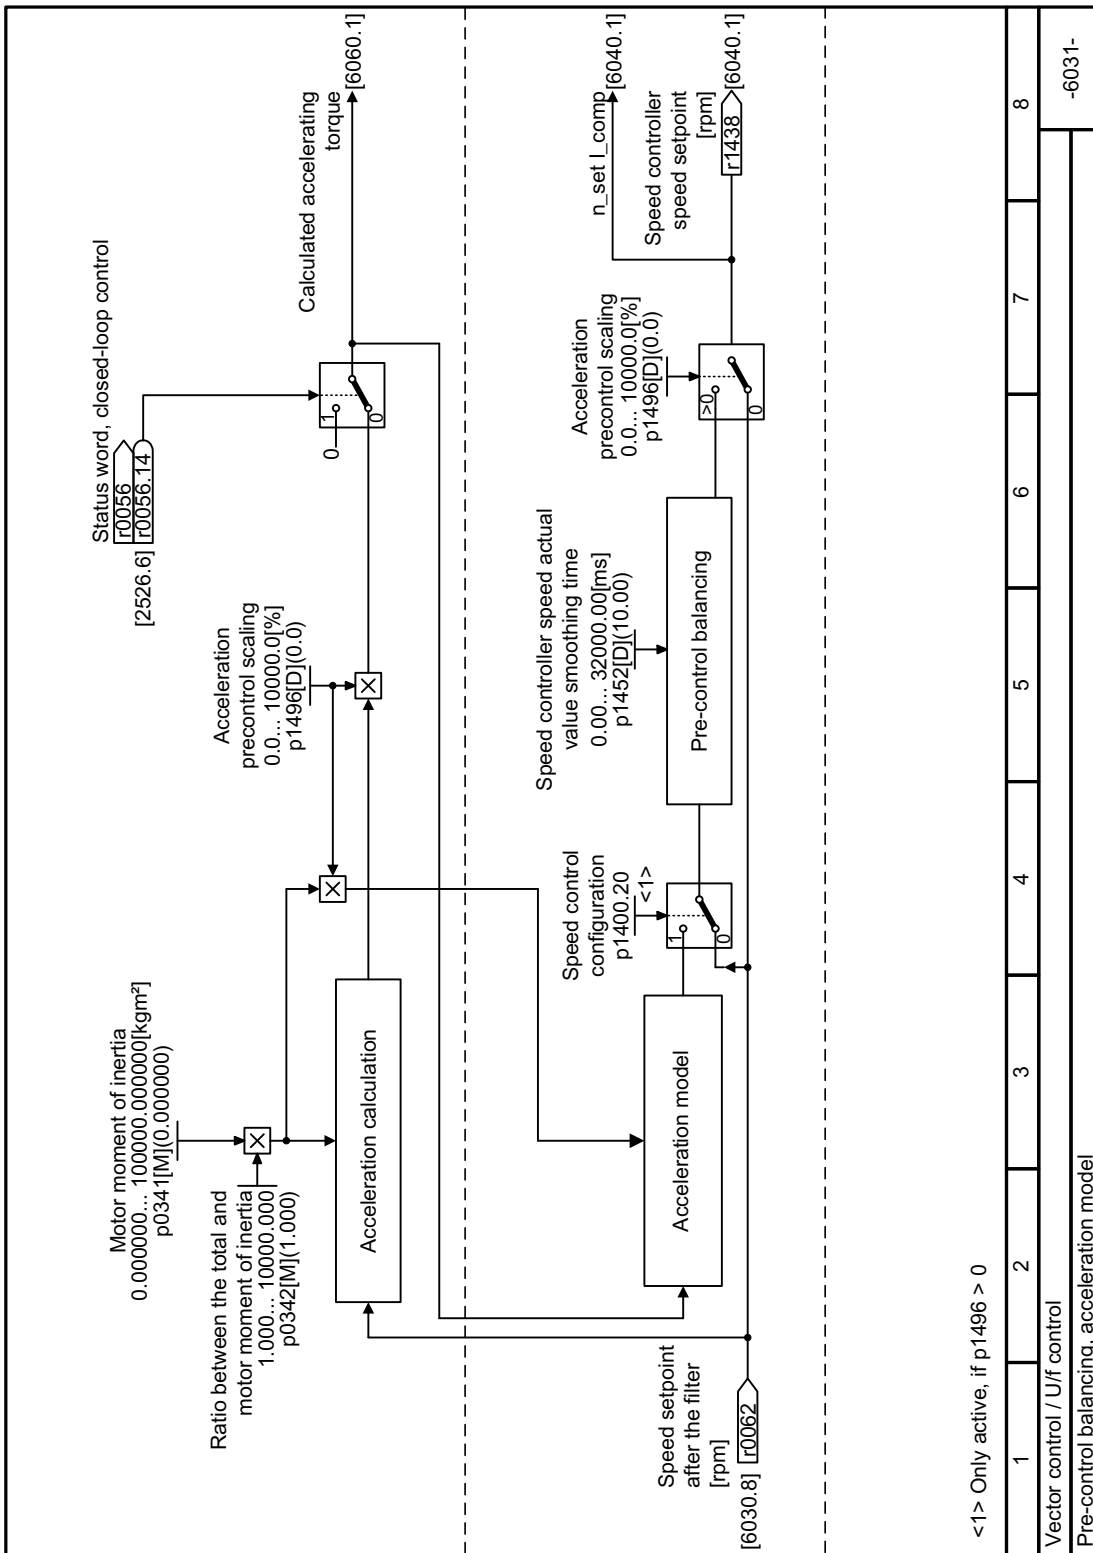 Motor moment of inertia
0.000000... 100000.000000[kgm²]
p0341[M](0.000000)
Ratio between the total and
motor moment of inertia
1.000... 10000.000
p0342[M](1.000)
Acceleration calculation
Acceleration
precontrol scaling
0.0... 10000.0[%]
p1496[D](0.0)
Status word, closed-loop control
r0056
[2526.6] r0056.14
0
1
0
Calculated accelerating
torque
[6060.1]
Speed setpoint
after the filter
[rpm]
[6030.8] r0062
Acceleration model
Speed control
configuration
p1400.20
<1>
1
0
Speed controller speed actual
value smoothing time
0.00... 32000.00[ms]
p1452[D](10.00)
Pre-control balancing
Acceleration
precontrol scaling
0.0... 10000.0[%]
p1496[D](0.0)
>0
0
n_set I_comp
[6040.1]
Speed controller
speed setpoint
[rpm]
r1438 [6040.1]
<1> Only active, if p1496 > 0
1 2 3 4 5 6 7 8
Vector control / U/f control
Pre-control balancing, acceleration model
-6031-